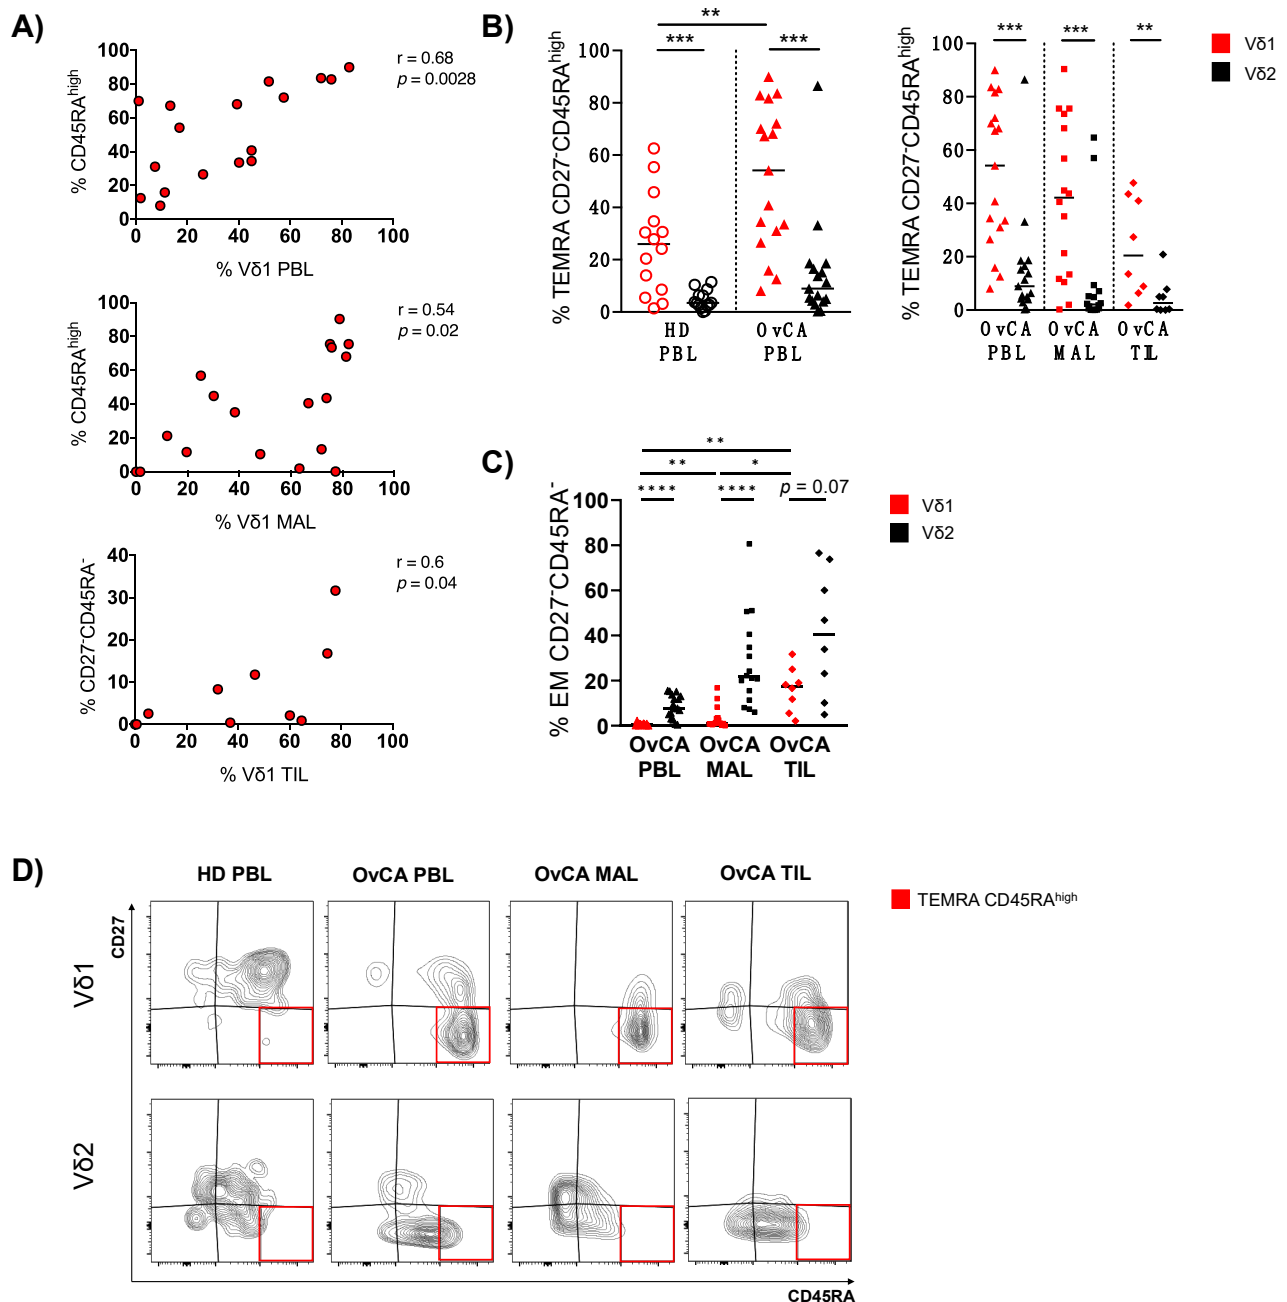 A)
% CD45RAhigh
100
80
60
40
20
0
0 20 40 60 80 100
% Vδ1 PBL
r = 0.68
p = 0.0028
% CD45RAhigh
100
80
60
40
20
0
0 20 40 60 80 100
% Vδ1 MAL
r = 0.54
p = 0.02
% CD27-CD45RA-
40
30
20
10
0
0 20 40 60 80 100
% Vδ1 TIL
r = 0.6
p = 0.04
B)
% TEMRA CD27-CD45RAhigh
100
80
60
40
20
0
**
*** ***
HD OvCA
PBL PBL
% TEMRA CD27-CD45RAhigh
100
80
60
40
20
0
*** *** **
OvCA OvCA OvCA
PBL MAL TIL
Vδ1
Vδ2
C)
% EM CD27-CD45RA-
100
80
60
40
20
0
**
** *
**** **** p = 0.07
OvCA OvCA OvCA
PBL MAL TIL
Vδ1
Vδ2
D)
HD PBL OvCA PBL OvCA MAL OvCA TIL
TEMRA CD45RAhigh
CD27
Vδ1
Vδ2
CD45RA